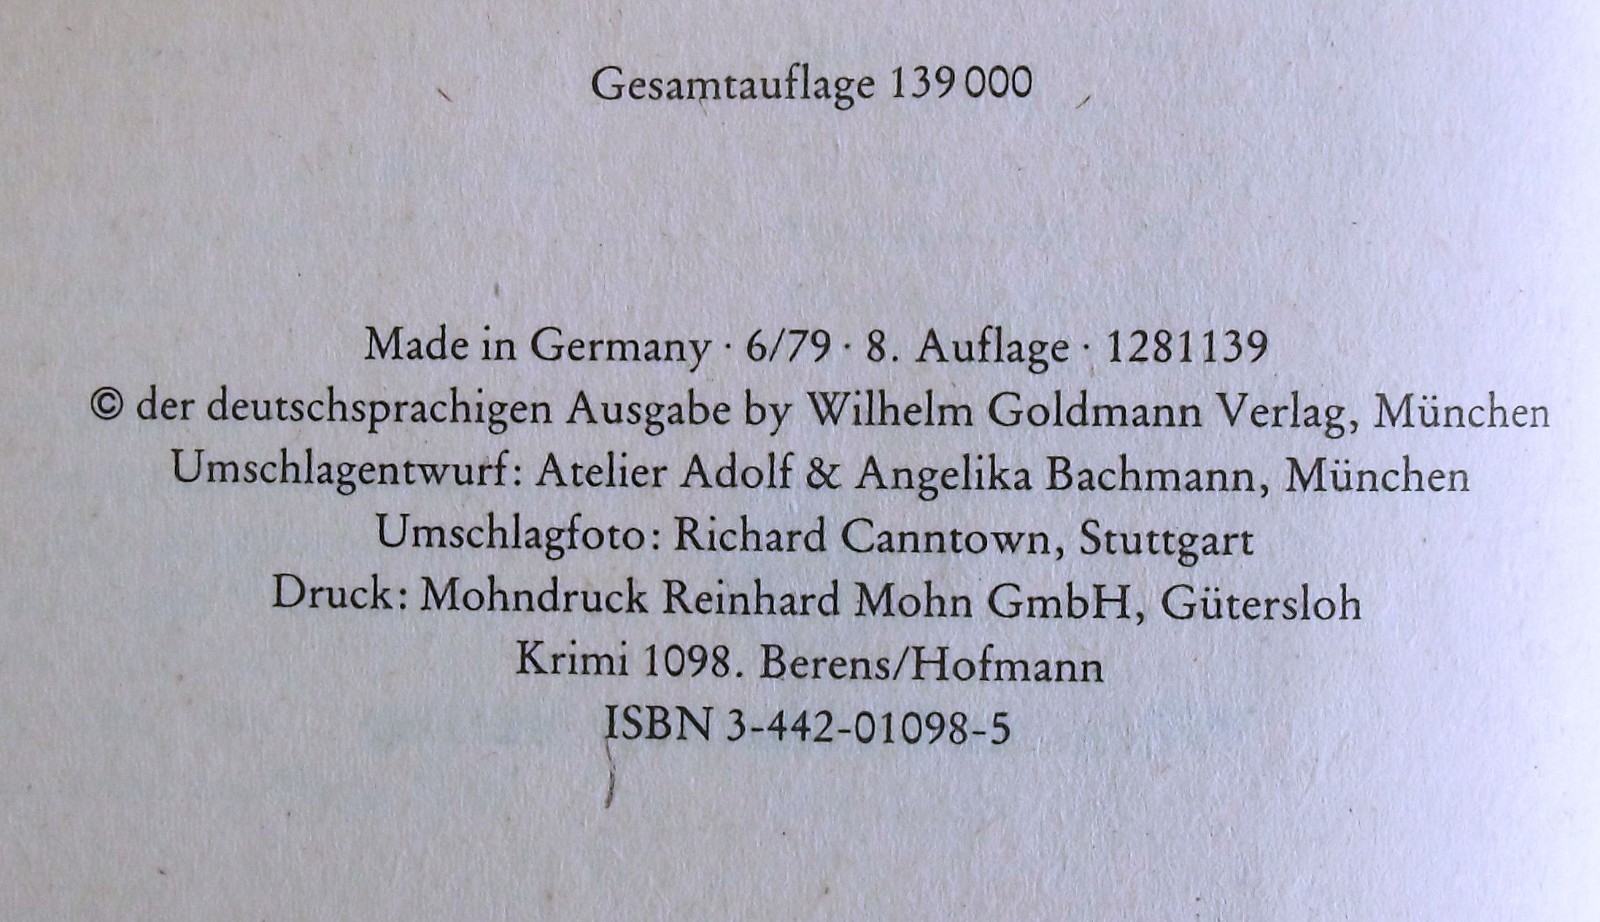 Gesamtauflage 139 000
Made in Germany · 6/79 · 8. Auflage · 1281139
© der deutschsprachigen Ausgabe by Wilhelm Goldmann Verlag, München
Umschlagentwurf: Atelier Adolf & Angelika Bachmann, München
Umschlagfoto: Richard Canntown, Stuttgart
Druck: Mohndruck Reinhard Mohn GmbH, Gütersloh
Krimi 1098. Berens/Hofmann
ISBN 3-442-01098-5